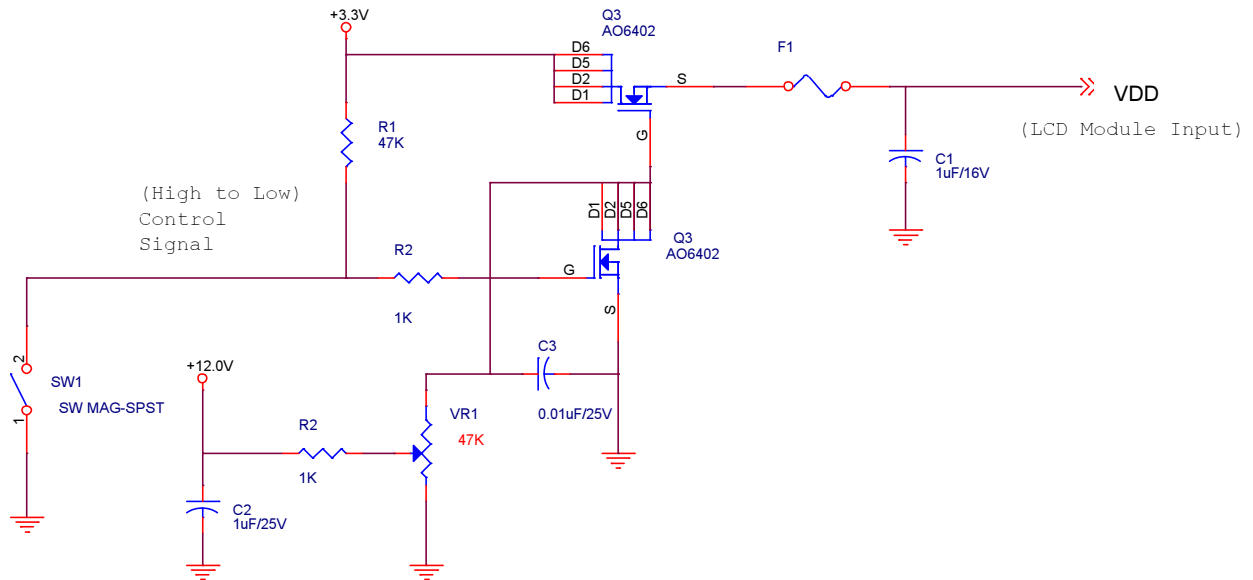 +3.3V
Q3
AO6402
D6
D5
D2
D1
S
G
F1
VDD
(LCD Module Input)
R1
47K
C1
1uF/16V
(High to Low)
Control
Signal
D1
D2
D5
D6
Q3
AO6402
R2
1K
G
S
2
1
SW1
SW MAG-SPST
+12.0V
C3
0.01uF/25V
VR1
47K
R2
1K
C2
1uF/25V